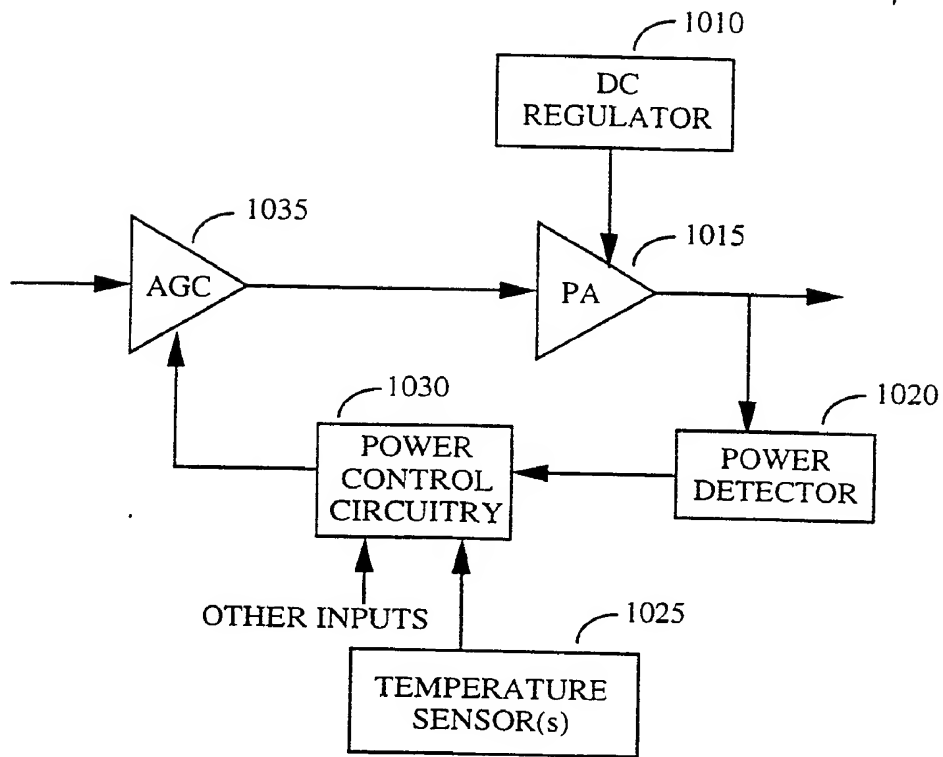 1010
DC
REGULATOR
1035
AGC
1015
PA
1030
POWER
CONTROL
CIRCUITRY
1020
POWER
DETECTOR
OTHER INPUTS
1025
TEMPERATURE
SENSOR(s)